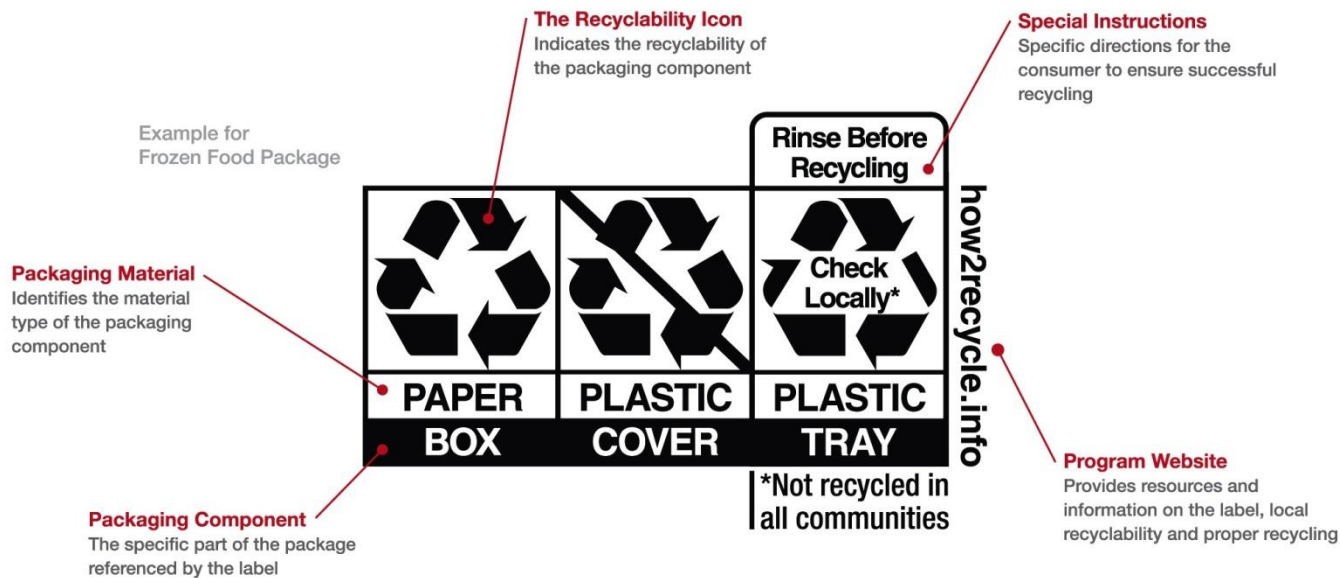 The Recyclability Icon
Indicates the recyclability of
the packaging component
Special Instructions
Specific directions for the
consumer to ensure successful
recycling
Example for
Frozen Food Package
Rinse Before
Recycling
Check
Locally*
how2recycle.info
Packaging Material
Identifies the material
type of the packaging
component
PAPER
PLASTIC
PLASTIC
BOX
COVER
TRAY
*Not recycled in
all communities
Packaging Component
The specific part of the package
referenced by the label
Program Website
Provides resources and
information on the label, local
recyclability and proper recycling